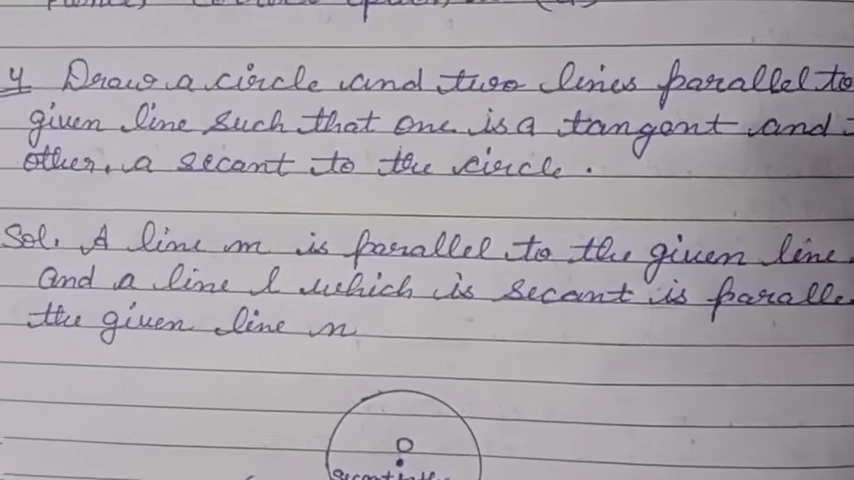 4 Draw a circle and two lines parallel to
given line such that one is a tangent and
other, a secant to the circle.
Sol. A line m is parallel to the given line
and a line l which is secant is paralle
the given line n
O